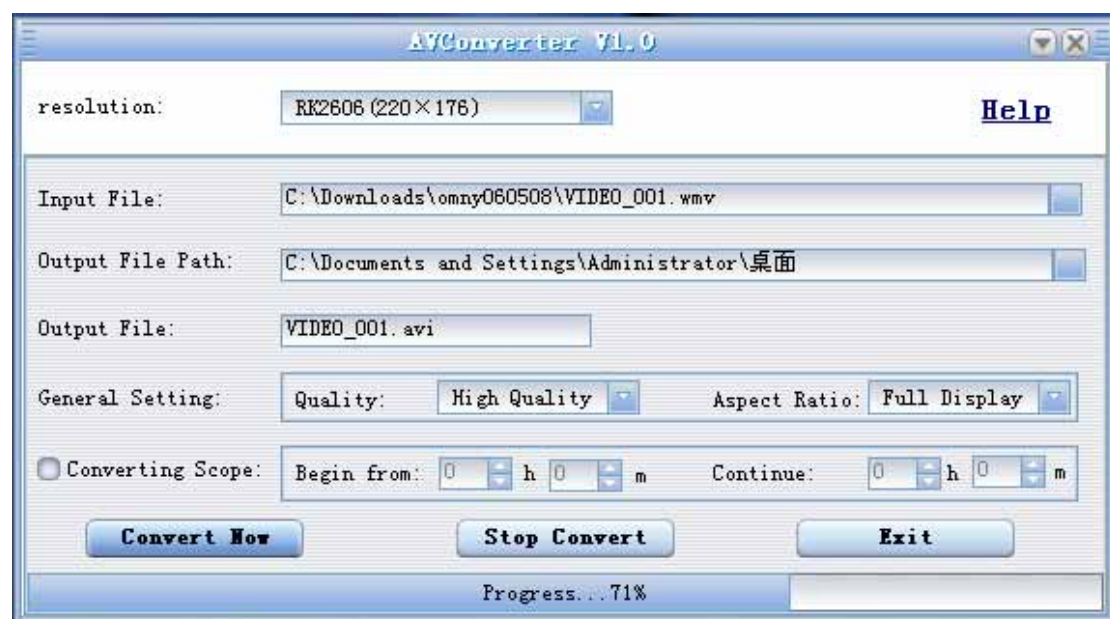 AVConverter V1.0
resolution: RK2606(220×176) Help
Input File: C:\Downloads\omny060508\VIDEO_001.wmv
Output File Path: C:\Documents and Settings\Administrator\桌面
Output File: VIDEO_001.avi
General Setting: Quality: High Quality Aspect Ratio: Full Display
Converting Scope: Begin from: 0 h 0 m Continue: 0 h 0 m
Convert Now Stop Convert Exit
Progress...71%